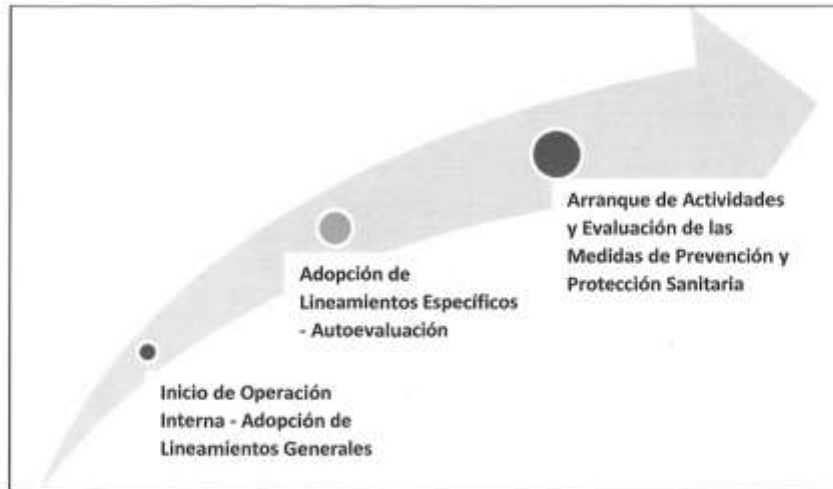 Arranque de Actividades
y Evaluación de las
Medidas de Prevención y
Protección Sanitaria
Adopción de
Lineamientos Específicos
- Autoevaluación
Inicio de Operación
Interna - Adopción de
Lineamientos Generales